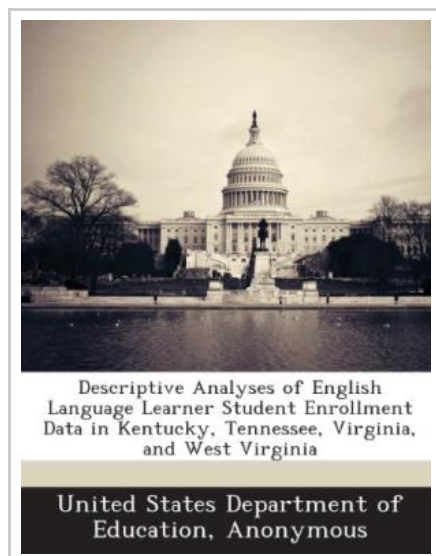 Descriptive Analyses of English
Language Learner Student Enrollment
Data in Kentucky, Tennessee, Virginia,
and West Virginia
United States Department of
Education, Anonymous